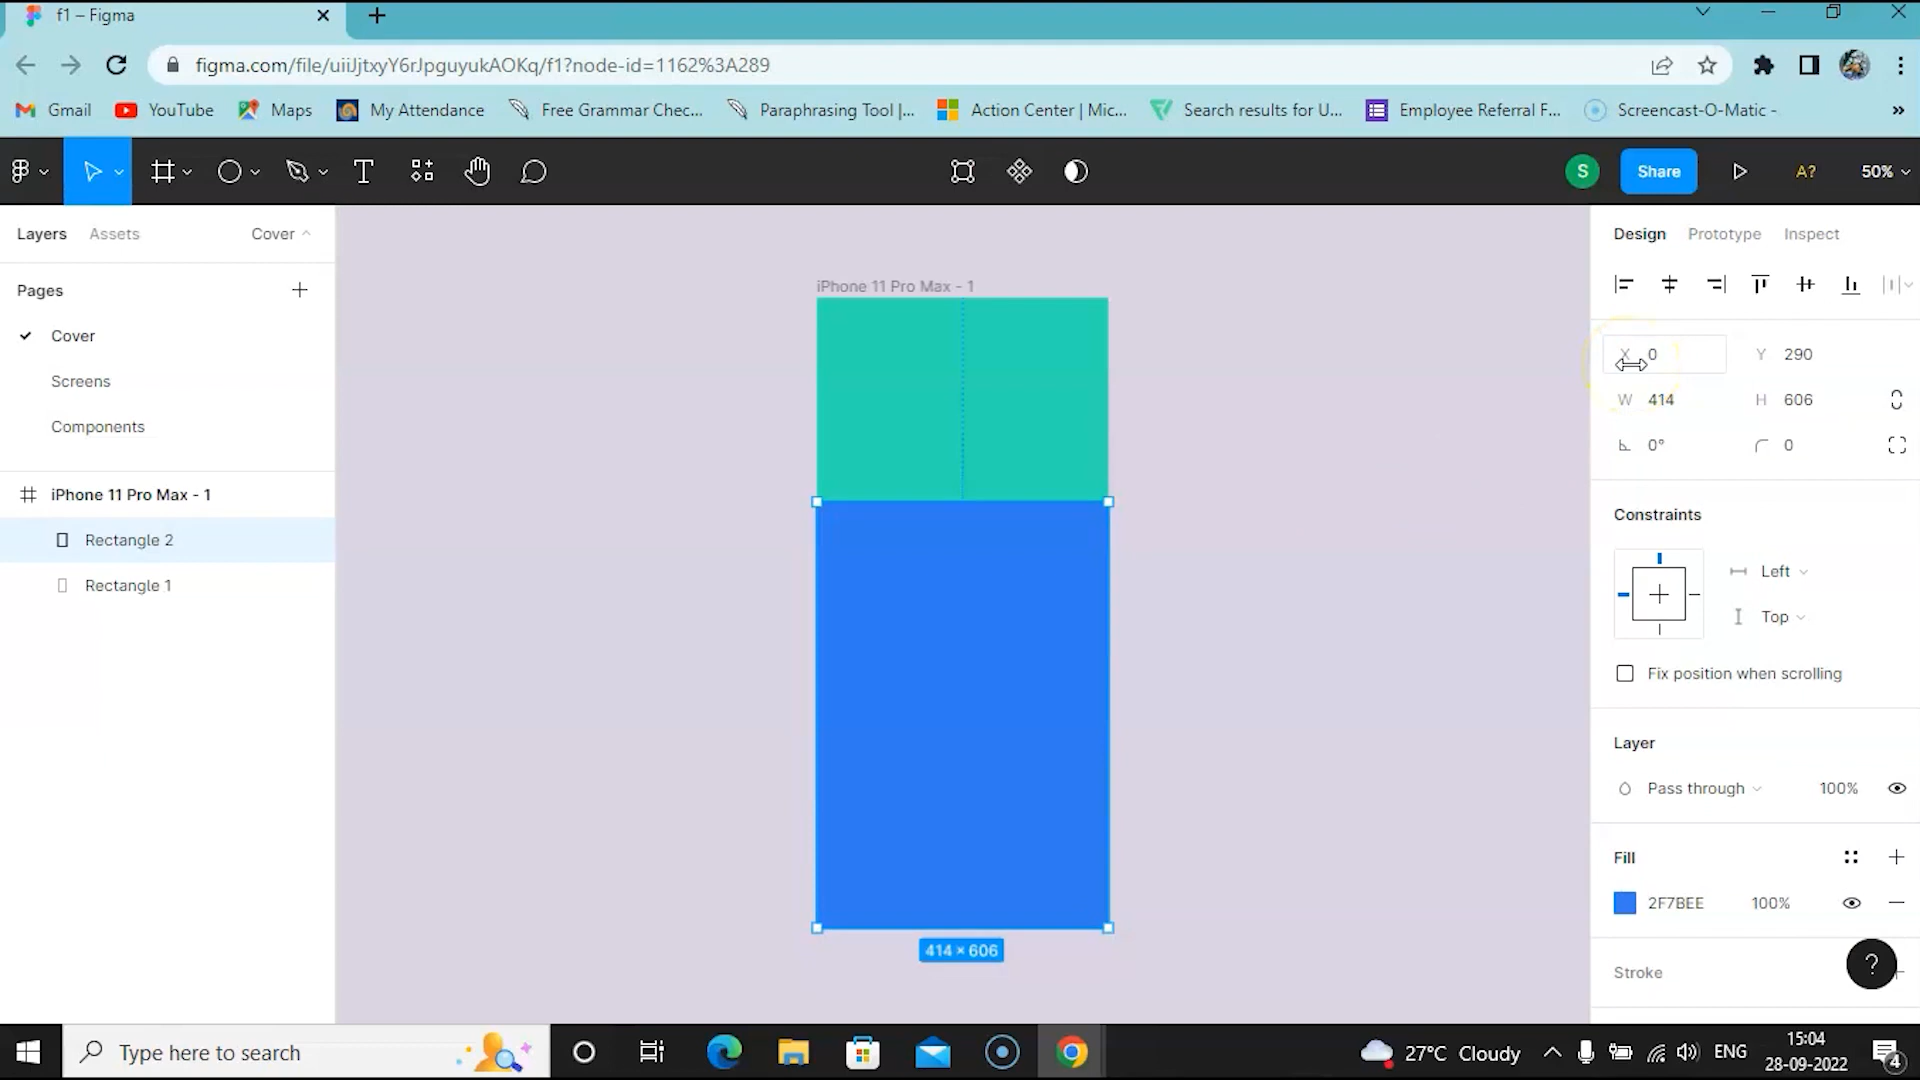 f1 – Figma
figma.com/file/uiiJjtxyY6rJpguyukAOKq/f1?node-id=1162%3A289
Gmail YouTube Maps My Attendance Free Grammar Chec... Paraphrasing Tool |... Action Center | Mic... Search results for U... Employee Referral F... Screencast-O-Matic - »
S Share A? 50%
Layers Assets Cover
Design Prototype Inspect
Pages
Cover
Screens
Components
iPhone 11 Pro Max - 1
Rectangle 2
Rectangle 1
iPhone 11 Pro Max - 1
414 × 606
X 0 Y 290
W 414 H 606
0° 0
Constraints
Left
Top
Fix position when scrolling
Layer
Pass through 100%
Fill
2F7BEE 100%
Stroke
?
Type here to search
27°C Cloudy ENG
15:04
28-09-2022
4